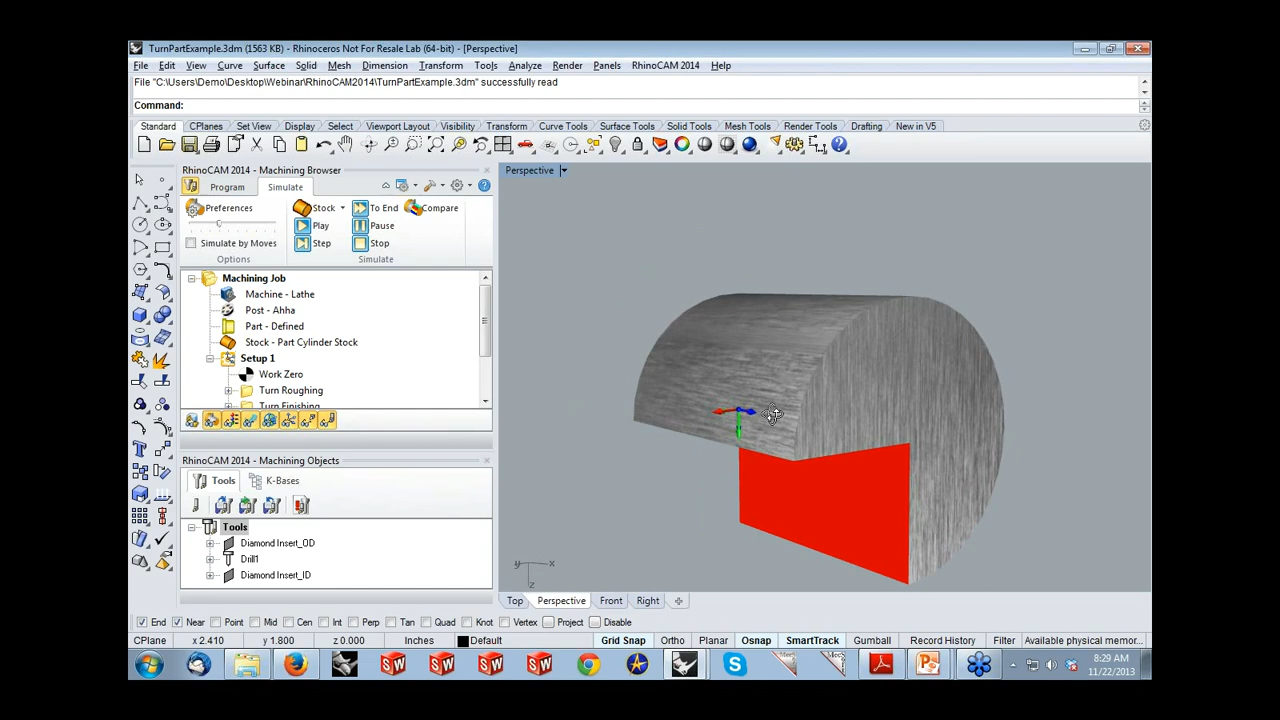 TurnPartExample.3dm (1563 KB) - Rhinoceros Not For Resale Lab (64-bit) - [Perspective]
File Edit View Curve Surface Solid Mesh Dimension Transform Tools Analyze Render Panels RhinoCAM 2014 Help
File "C:\Users\Demo\Desktop\Webinar\RhinoCAM2014\TurnPartExample.3dm" successfully read
Command:
Standard CPlanes Set View Display Select Viewport Layout Visibility Transform Curve Tools Surface Tools Solid Tools Mesh Tools Render Tools Drafting New in V5
RhinoCAM 2014 - Machining Browser
Program Simulate
Preferences Stock To End Compare
Play Pause
Simulate by Moves Step Stop
Options Simulate
Machining Job
Machine - Lathe
Post - Ahha
Part - Defined
Stock - Part Cylinder Stock
Setup 1
Work Zero
Turn Roughing
Turn Finishing
RhinoCAM 2014 - Machining Objects
Tools K-Bases
Tools
Diamond Insert_OD
Drill1
Diamond Insert_ID
Perspective
y x
z
Top Perspective Front Right
End Near Point Mid Cen Int Perp Tan Quad Knot Vertex Project Disable
CPlane x 2.410 y 1.800 z 0.000 Inches Default Grid Snap Ortho Planar Osnap SmartTrack Gumball Record History Filter Available physical memor...
SW SW SW SW
8:29 AM
11/22/2013